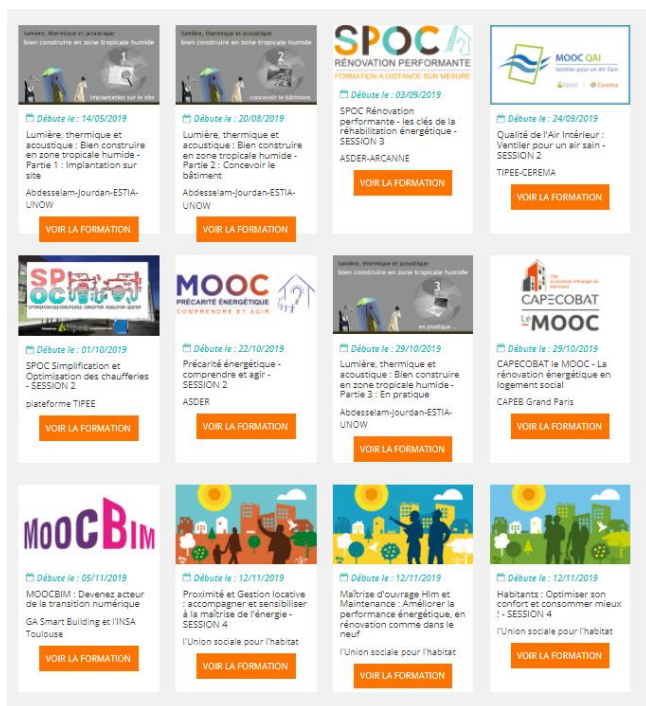 lumière, thermique et acoustique
bien construire en zone tropicale humide
1
implantation sur le site
Débute le : 14/05/2019
Lumière, thermique et
acoustique : Bien construire
en zone tropicale humide -
Partie 1 : Implantation sur
site
Abdesselam-Jourdan-ESTIA-
UNOW
VOIR LA FORMATION
lumière, thermique et acoustique
bien construire en zone tropicale humide
2
concevoir le bâtiment
Débute le : 20/08/2019
Lumière, thermique et
acoustique : Bien construire
en zone tropicale humide -
Partie 2 : Concevoir le
bâtiment
Abdesselam-Jourdan-ESTIA-
UNOW
VOIR LA FORMATION
SPOC
RÉNOVATION PERFORMANTE
FORMATION A DISTANCE SUR MESURE
Débute le : 03/09/2019
SPOC Rénovation
performante - les clés de la
réhabilitation énergétique -
SESSION 3
ASDER-ARCANNE
VOIR LA FORMATION
MOOC QAI
Ventiler pour un Air Sain
tipee
Cerema
Débute le : 24/09/2019
Qualité de l'Air Intérieur :
Ventiler pour un air sain -
SESSION 2
TIPEE-CEREMA
VOIR LA FORMATION
SPOC
tipee
Débute le : 01/10/2019
SPOC Simplification et
Optimisation des chaufferies
- SESSION 2
plateforme TIPEE
VOIR LA FORMATION
MOOC
PRÉCARITÉ ÉNERGÉTIQUE
COMPRENDRE ET AGIR
Débute le : 22/10/2019
Précarité énergétique -
comprendre et agir -
SESSION 2
ASDER
VOIR LA FORMATION
lumière, thermique et acoustique
bien construire en zone tropicale humide
3
en pratique ...
Débute le : 29/10/2019
Lumière, thermique et
acoustique : Bien construire
en zone tropicale humide -
Partie 3 : En pratique
Abdesselam-Jourdan-ESTIA-
UNOW
VOIR LA FORMATION
CAPECOBAT
Le MOOC
Débute le : 29/10/2019
CAPECOBAT le MOOC - La
rénovation énergétique en
logement social
CAPEB Grand Paris
VOIR LA FORMATION
MOOCBIM
Débute le : 05/11/2019
MOOCBIM : Devenez acteur
de la transition numérique
GA Smart Building et l'INSA
Toulouse
VOIR LA FORMATION
Débute le : 12/11/2019
Proximité et Gestion locative
: accompagner et sensibiliser
à la maîtrise de l'énergie -
SESSION 4
l'Union sociale pour l'habitat
VOIR LA FORMATION
Débute le : 12/11/2019
Maîtrise d'ouvrage Hlm et
Maintenance : Améliorer la
performance énergétique, en
rénovation comme dans le
neuf
l'Union sociale pour l'habitat
VOIR LA FORMATION
Débute le : 12/11/2019
Habitants : Optimiser son
confort et consommer mieux
! - SESSION 4
l'Union sociale pour l'habitat
VOIR LA FORMATION